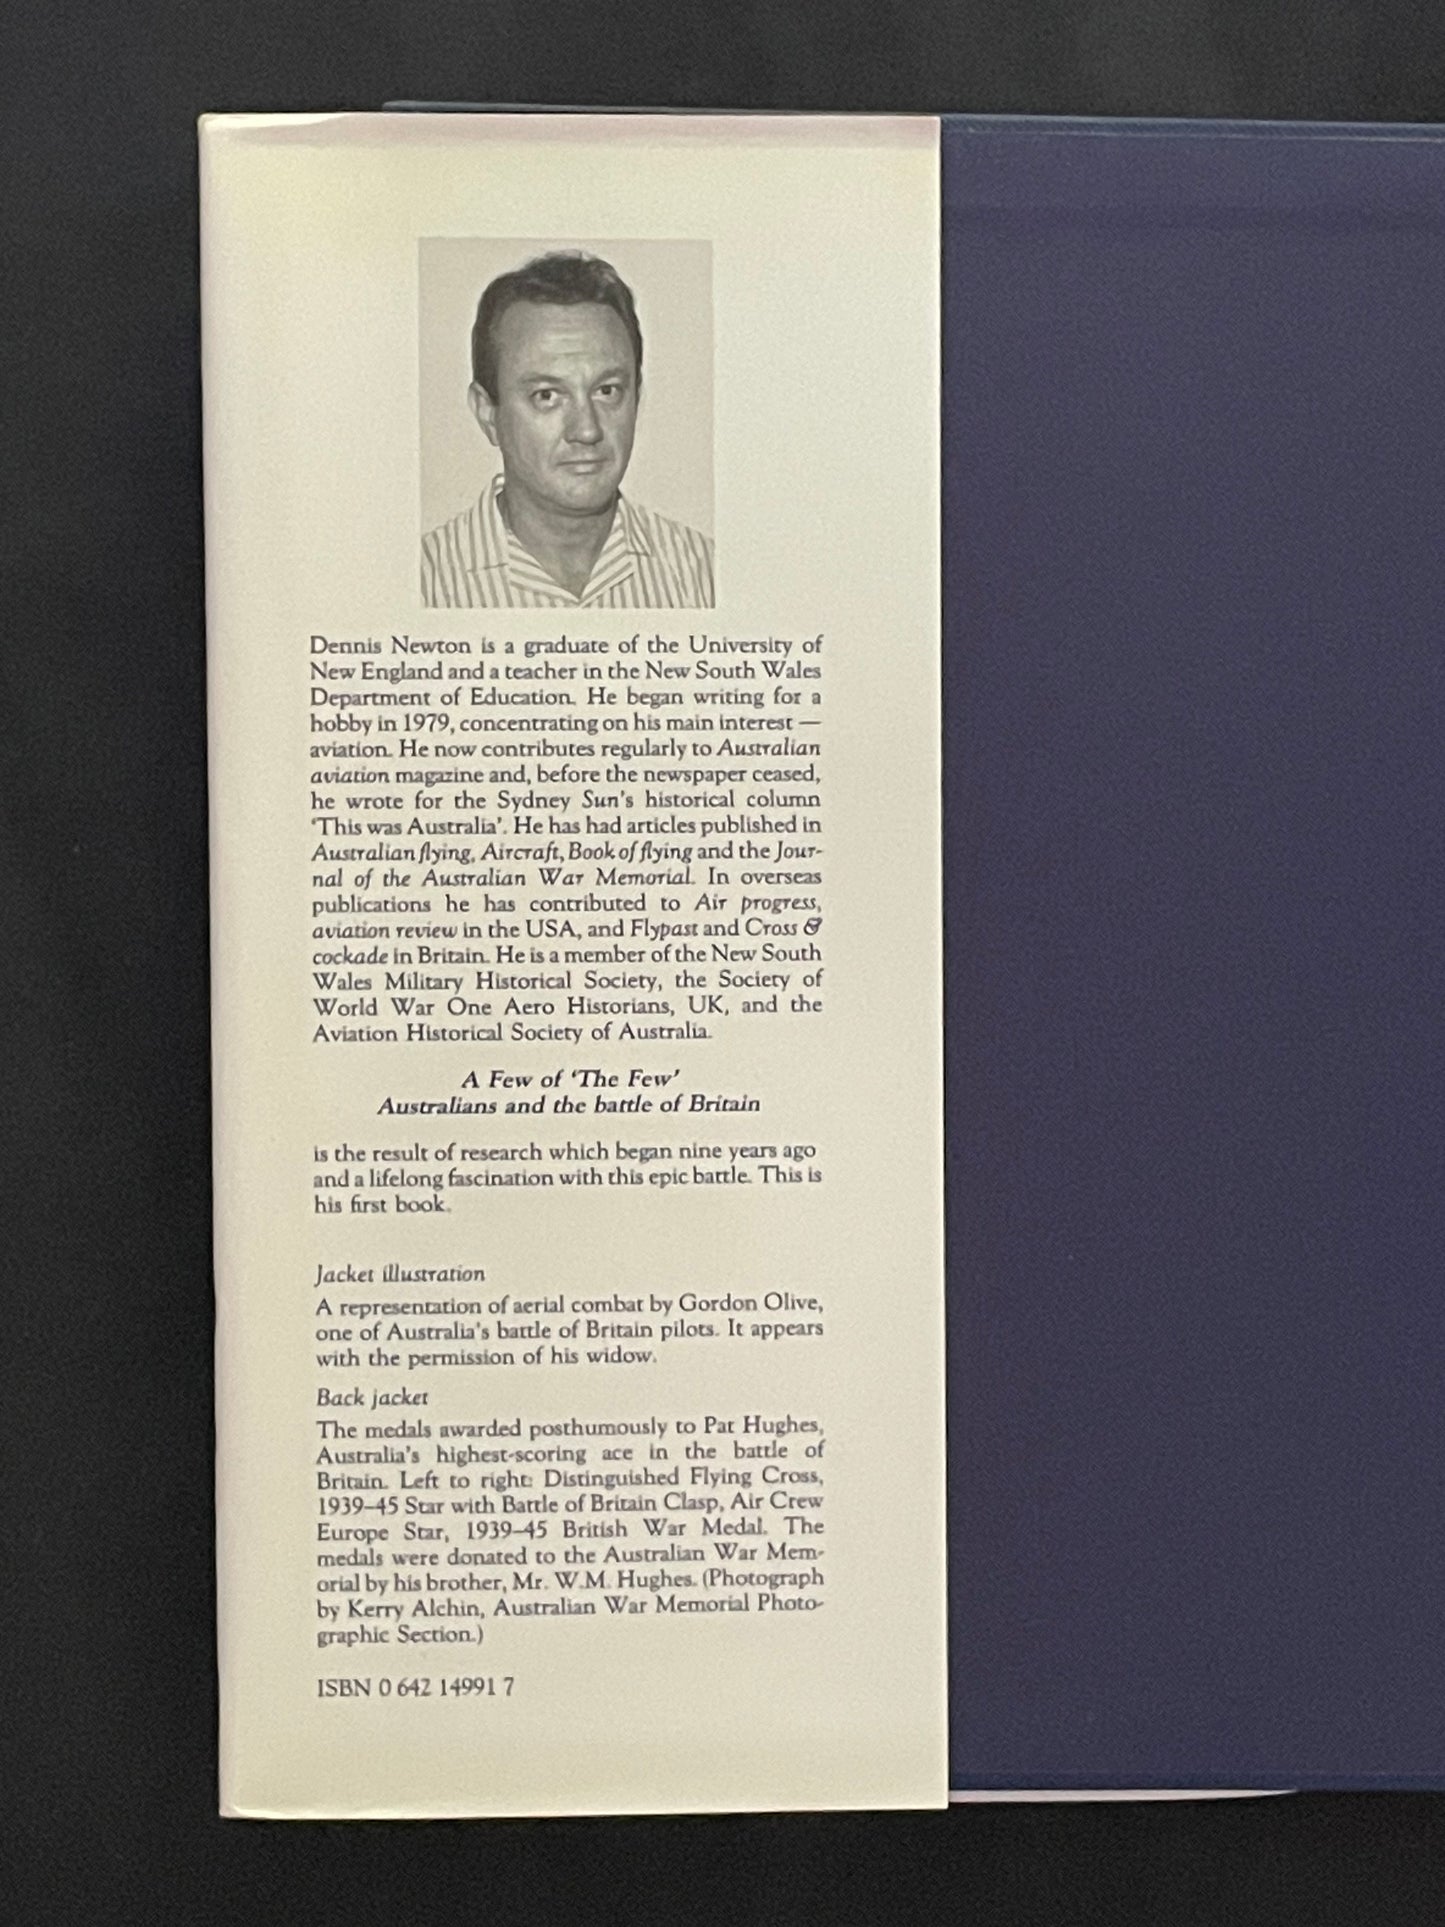 Dennis Newton is a graduate of the University of
New England and a teacher in the New South Wales
Department of Education. He began writing for a
hobby in 1979, concentrating on his main interest —
aviation. He now contributes regularly to Australian
aviation magazine and, before the newspaper ceased,
he wrote for the Sydney Sun's historical column
‘This was Australia’. He has had articles published in
Australian flying, Aircraft, Book of flying and the Jour-
nal of the Australian War Memorial. In overseas
publications he has contributed to Air progress,
aviation review in the USA, and Flypast and Cross &
cockade in Britain. He is a member of the New South
Wales Military Historical Society, the Society of
World War One Aero Historians, UK, and the
Aviation Historical Society of Australia.
A Few of ‘The Few’
Australians and the battle of Britain
is the result of research which began nine years ago
and a lifelong fascination with this epic battle. This is
his first book.
Jacket illustration
A representation of aerial combat by Gordon Olive,
one of Australia's battle of Britain pilots. It appears
with the permission of his widow.
Back jacket
The medals awarded posthumously to Pat Hughes,
Australia's highest-scoring ace in the battle of
Britain. Left to right: Distinguished Flying Cross,
1939–45 Star with Battle of Britain Clasp, Air Crew
Europe Star, 1939–45 British War Medal. The
medals were donated to the Australian War Mem-
orial by his brother, Mr. W.M. Hughes. (Photograph
by Kerry Alchin, Australian War Memorial Photo-
graphic Section.)
ISBN 0 642 14991 7